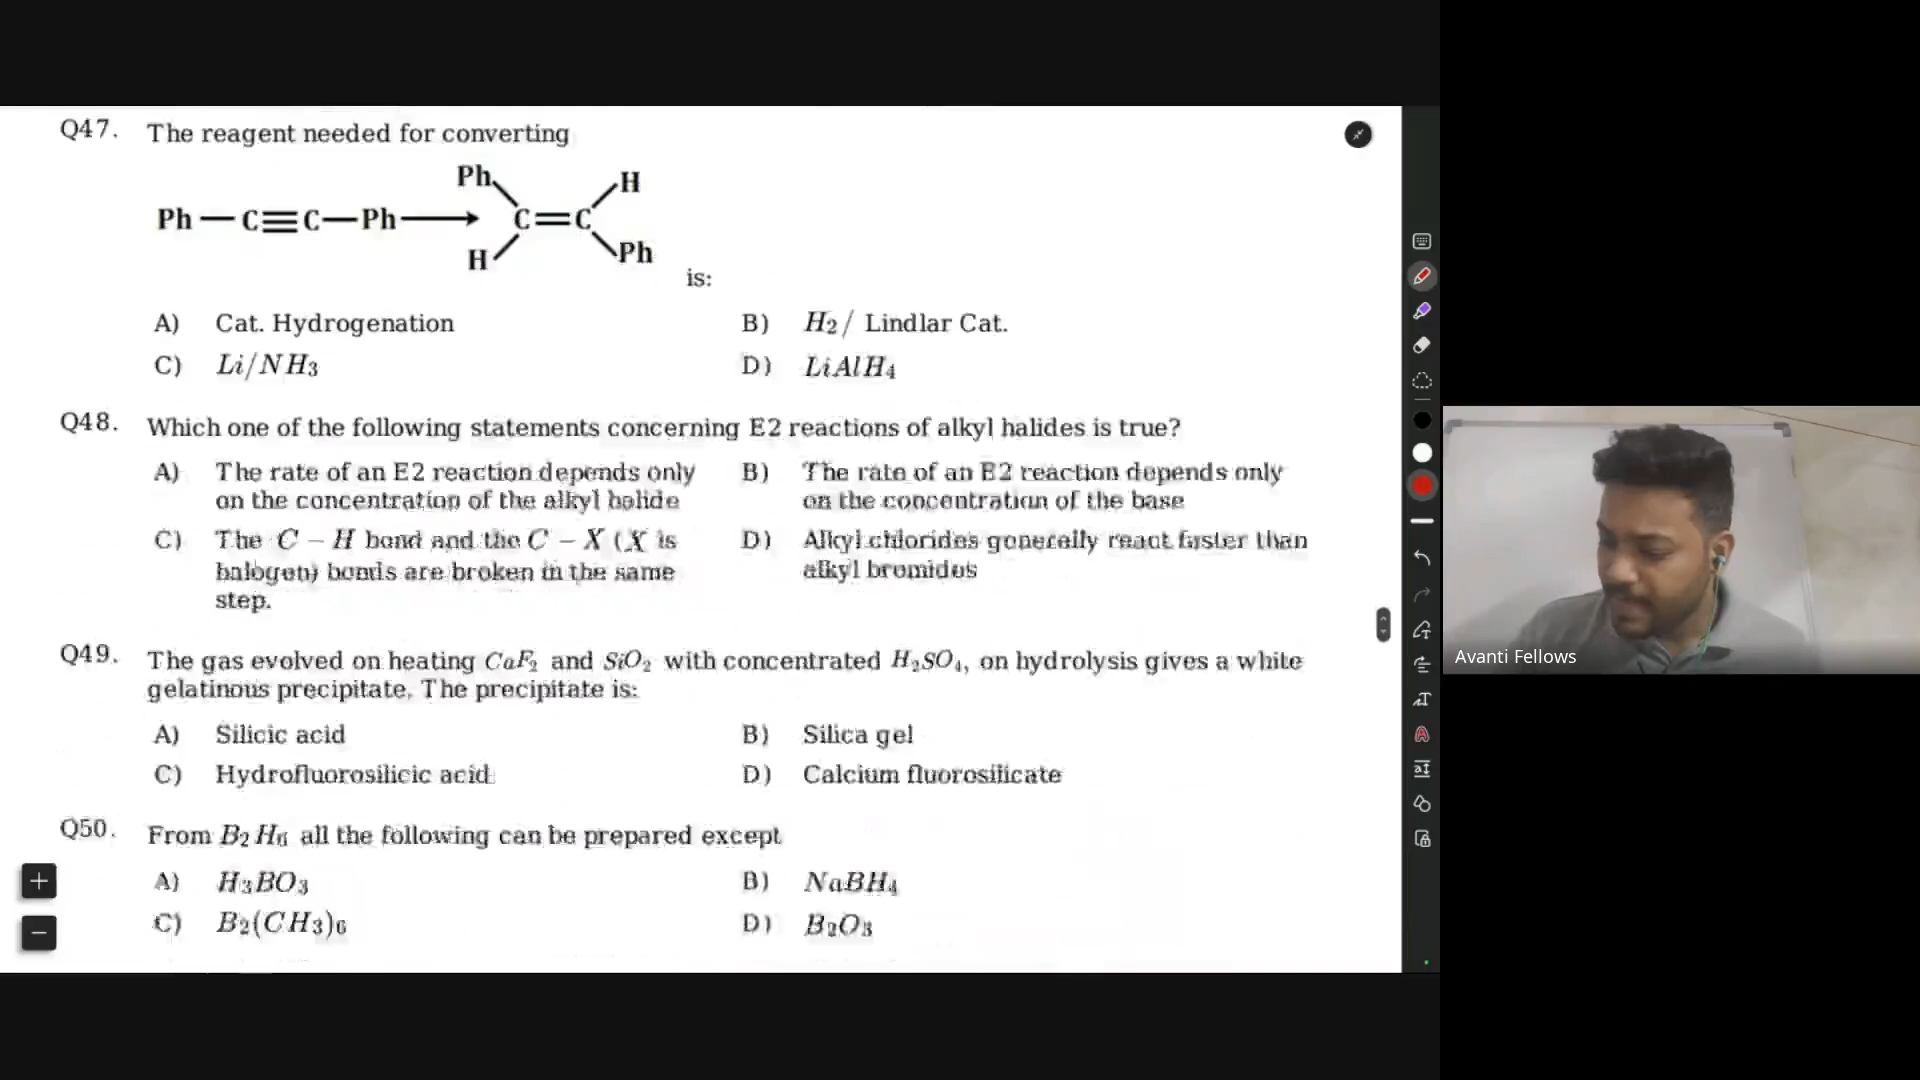 Q47. The reagent needed for converting
Ph — C≡C — Ph ⟶ Ph H C=C H Ph is:
A) Cat. Hydrogenation B) H₂/ Lindlar Cat.
C) Li/NH₃ D) LiAlH₄
Q48. Which one of the following statements concerning E2 reactions of alkyl halides is true?
A) The rate of an E2 reaction depends only B) The rate of an E2 reaction depends only
on the concentration of the alkyl halide on the concentration of the base
C) The C − H bond and the C − X (X is D) Alkyl chlorides generally react faster than
halogen) bonds are broken in the same alkyl bromides
step.
Q49. The gas evolved on heating CaF₂ and SiO₂ with concentrated H₂SO₄, on hydrolysis gives a white
gelatinous precipitate. The precipitate is:
A) Silicic acid B) Silica gel
C) Hydrofluorosilicic acid D) Calcium fluorosilicate
Q50. From B₂H₆ all the following can be prepared except
A) H₃BO₃ B) NaBH₄
C) B₂(CH₃)₆ D) B₂O₃
Avanti Fellows